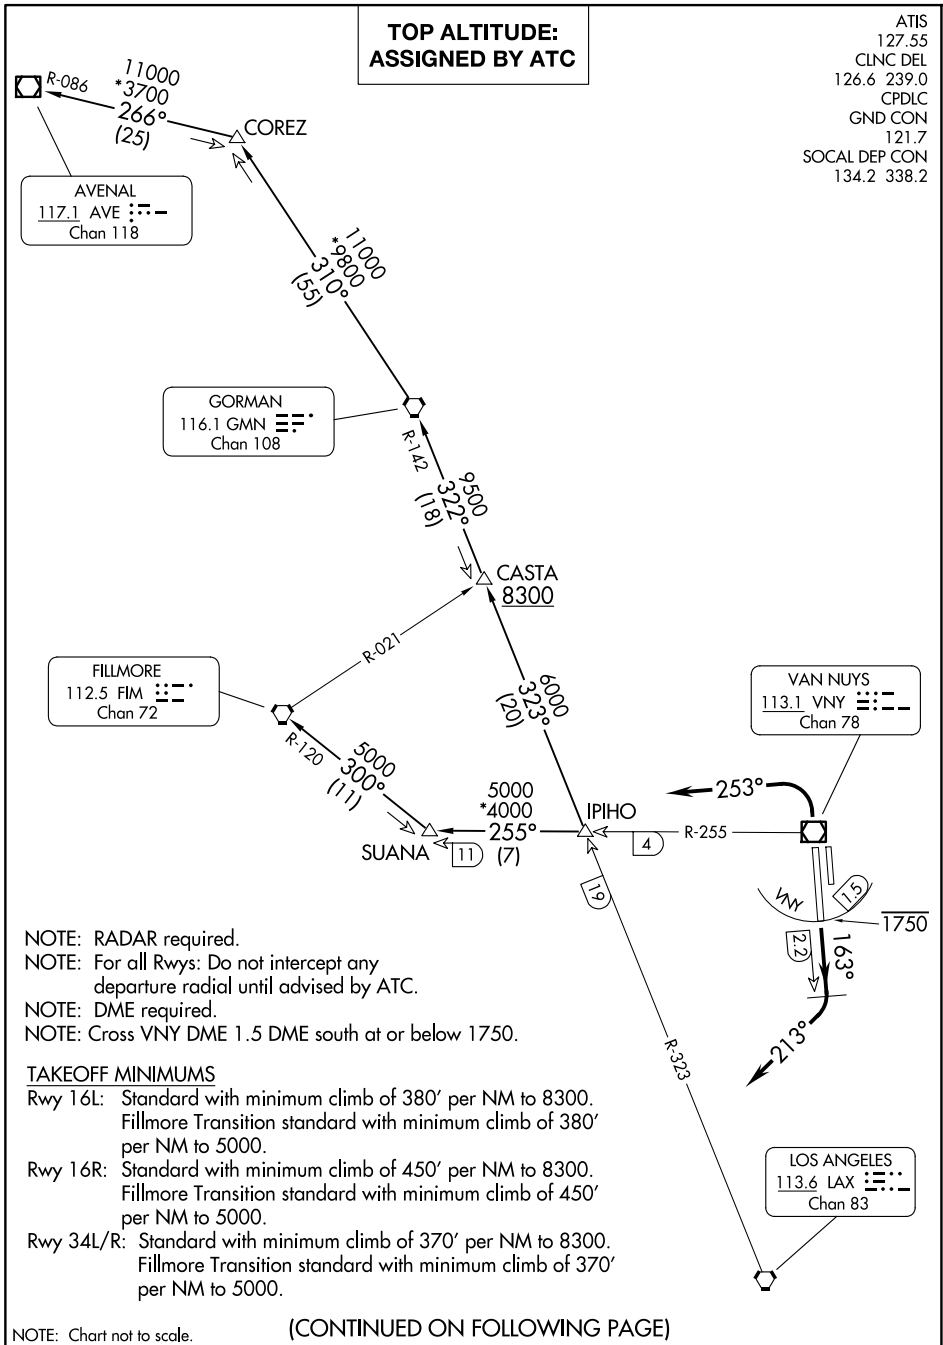 TOP ALTITUDE:
ASSIGNED BY ATC
ATIS
127.55
CLNC DEL
126.6 239.0
CPDLC
GND CON
121.7
SOCAL DEP CON
134.2 338.2
R-086
11000
*3700
266°
(25)
COREZ
AVENAL
117.1 AVE
Chan 118
11000
*9800
310°
(55)
GORMAN
116.1 GMN
Chan 108
R-142
9500
322°
(18)
CASTA
8300
R-021
FILLMORE
112.5 FIM
Chan 72
6000
323°
(20)
VAN NUYS
113.1 VNY
Chan 78
R-120
5000
300°
(11)
253°
5000
*4000
255°
(7)
IPIHO
R-255
4
SUANA
11
19
VNY
1.5
1750
2.2
163°
213°
NOTE: RADAR required.
NOTE: For all Rwys: Do not intercept any
departure radial until advised by ATC.
NOTE: DME required.
NOTE: Cross VNY DME 1.5 DME south at or below 1750.
R-323
TAKEOFF MINIMUMS
Rwy 16L: Standard with minimum climb of 380' per NM to 8300.
Fillmore Transition standard with minimum climb of 380'
per NM to 5000.
Rwy 16R: Standard with minimum climb of 450' per NM to 8300.
Fillmore Transition standard with minimum climb of 450'
per NM to 5000.
Rwy 34L/R: Standard with minimum climb of 370' per NM to 8300.
Fillmore Transition standard with minimum climb of 370'
per NM to 5000.
LOS ANGELES
113.6 LAX
Chan 83
NOTE: Chart not to scale.
(CONTINUED ON FOLLOWING PAGE)